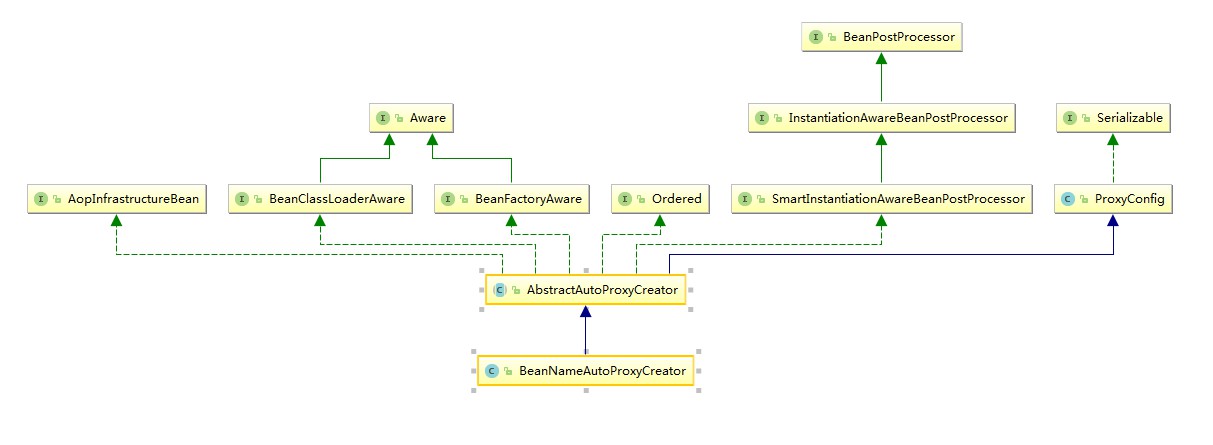 I BeanPostProcessor
I Aware
I InstantiationAwareBeanPostProcessor
I Serializable
I AopInfrastructureBean
I BeanClassLoaderAware
I BeanFactoryAware
I Ordered
I SmartInstantiationAwareBeanPostProcessor
C ProxyConfig
C AbstractAutoProxyCreator
C BeanNameAutoProxyCreator